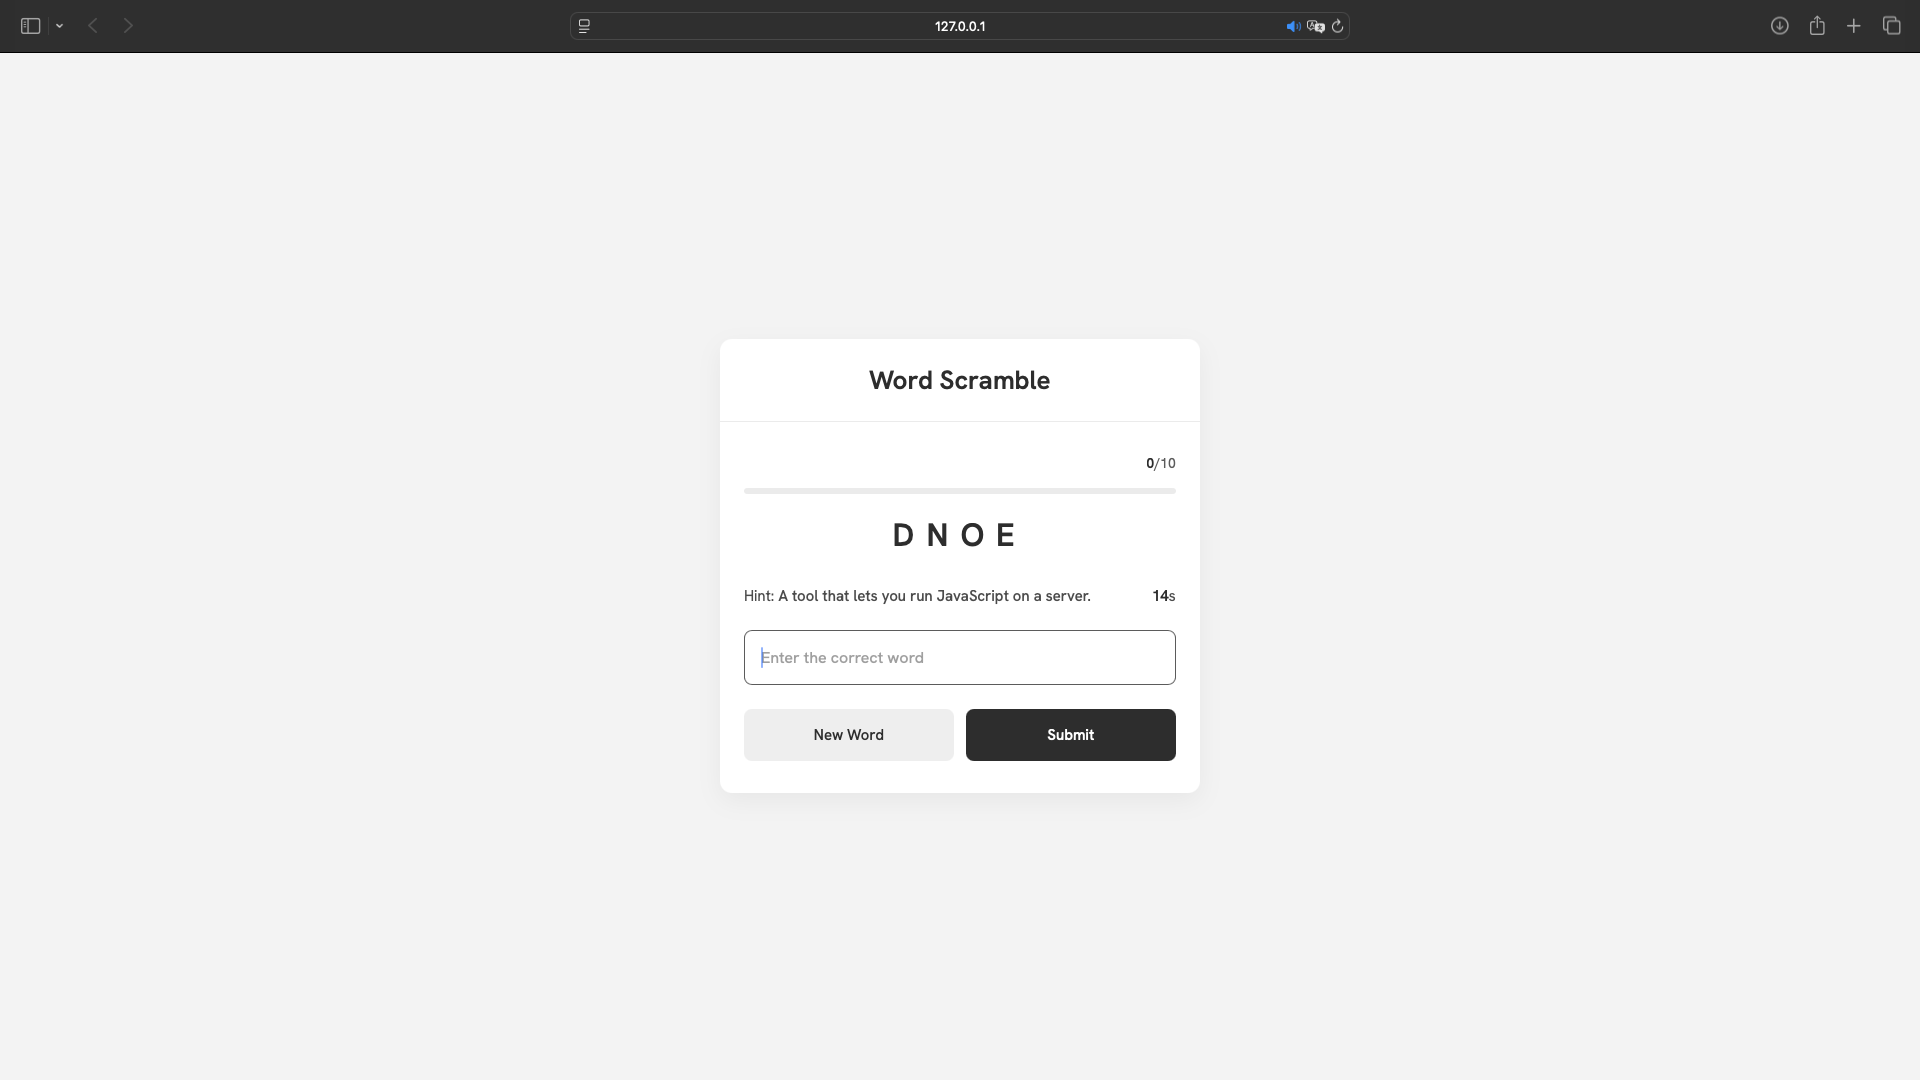 127.0.0.1
Word Scramble
0/10
D N O E
Hint: A tool that lets you run JavaScript on a server.
14s
Enter the correct word
New Word
Submit